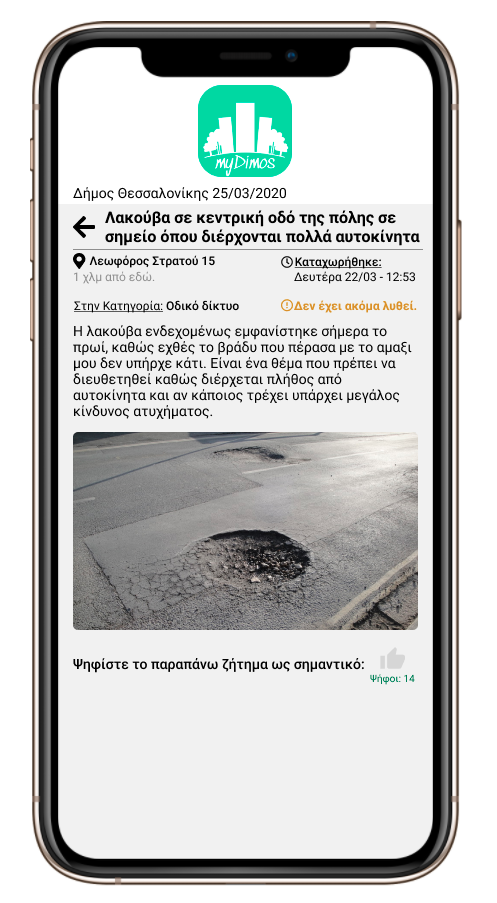 myDimos
Δήμος Θεσσαλονίκης 25/03/2020
Λακούβα σε κεντρική οδό της πόλης σε
σημείο όπου διέρχονται πολλά αυτοκίνητα
Λεωφόρος Στρατού 15
1 χλμ από εδώ.
Καταχωρήθηκε:
Δευτέρα 22/03 - 12:53
Στην Κατηγορία: Οδικό δίκτυο
Δεν έχει ακόμα λυθεί.
Η λακούβα ενδεχομένως εμφανίστηκε σήμερα το
πρωί, καθώς εχθές το βράδυ που πέρασα με το αμαξι
μου δεν υπήρχε κάτι. Είναι ένα θέμα που πρέπει να
διευθετηθεί καθώς διέρχεται πλήθος από
αυτοκίνητα και αν κάποιος τρέχει υπάρχει μεγάλος
κίνδυνος ατυχήματος.
Ψηφίστε το παραπάνω ζήτημα ως σημαντικό:
Ψήφοι: 14